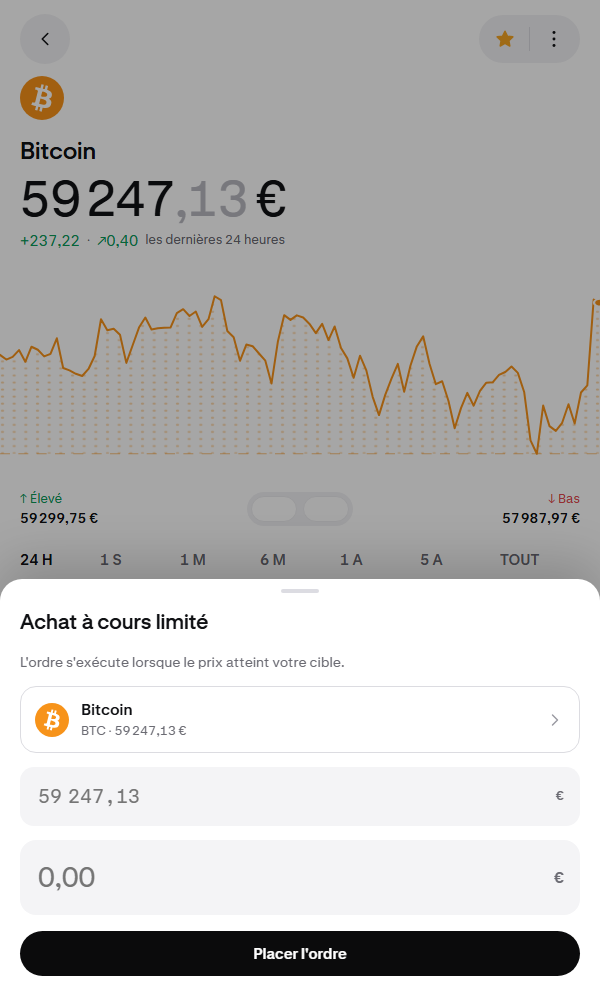 Bitcoin
59 247,13 €
+237,22 · ↗0,40 les dernières 24 heures
↑ Élevé
59 299,75 €
↓ Bas
57 987,97 €
24 H 1 S 1 M 6 M 1 A 5 A TOUT
Achat à cours limité
L'ordre s'exécute lorsque le prix atteint votre cible.
Bitcoin
BTC · 59 247,13 €
59 247,13 €
0,00 €
Placer l'ordre